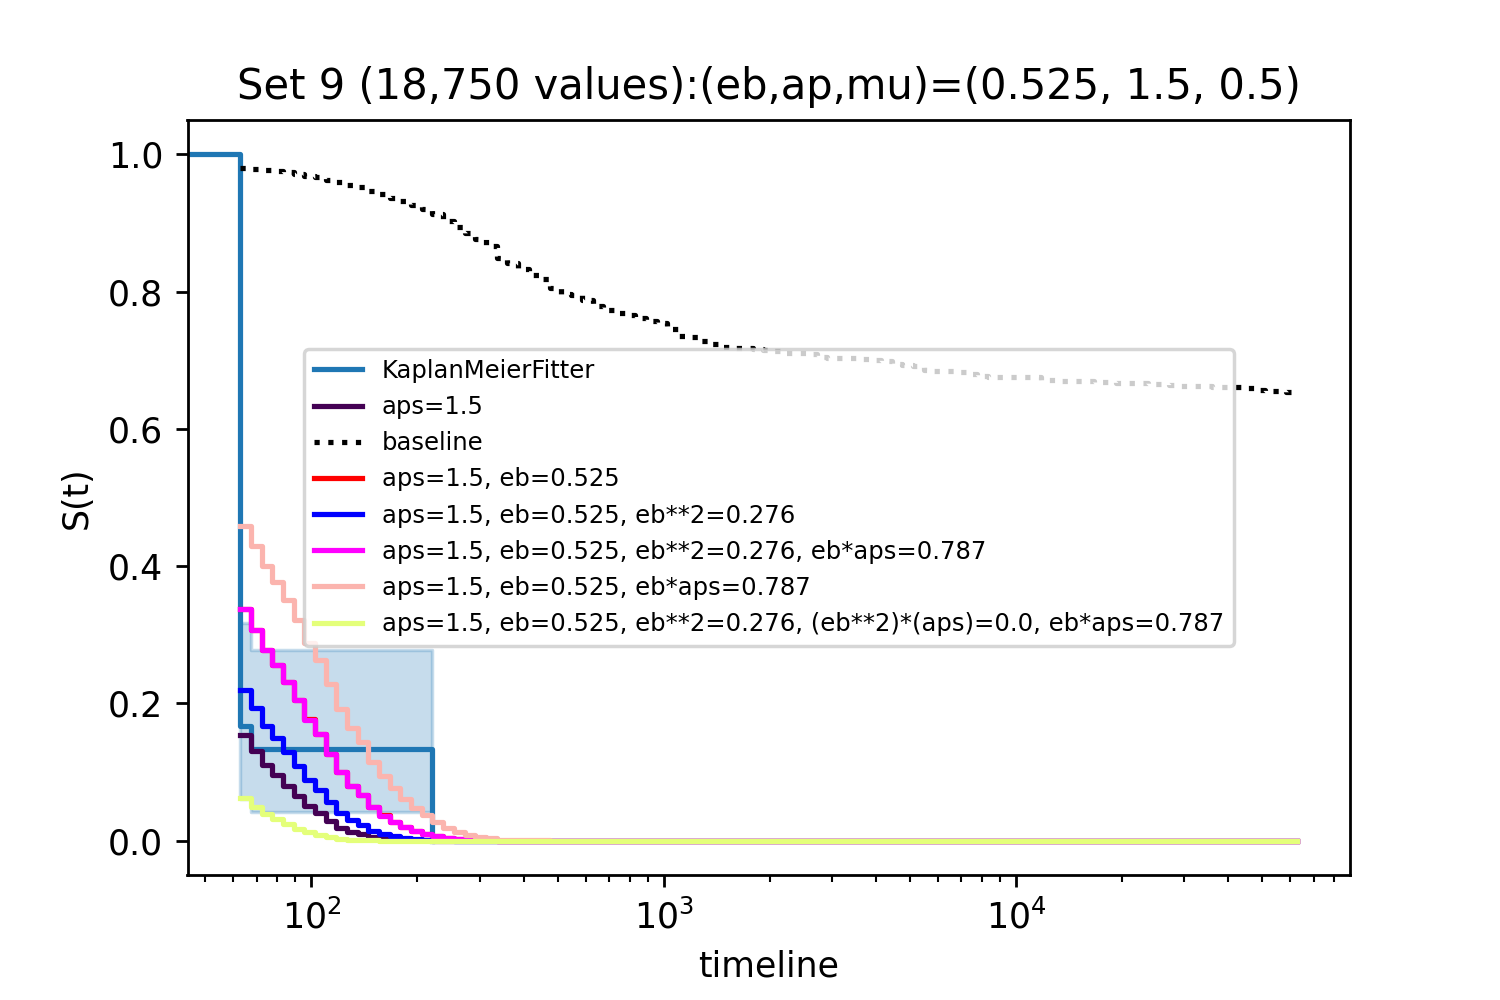 Set 9 (18,750 values):(eb,ap,mu)=(0.525, 1.5, 0.5)
1.0
0.8
0.6
0.4
0.2
0.0
S(t)
KaplanMeierFitter
aps=1.5
baseline
aps=1.5, eb=0.525
aps=1.5, eb=0.525, eb**2=0.276
aps=1.5, eb=0.525, eb**2=0.276, eb*aps=0.787
aps=1.5, eb=0.525, eb*aps=0.787
aps=1.5, eb=0.525, eb**2=0.276, (eb**2)*(aps)=0.0, eb*aps=0.787
10² 10³ 10⁴
timeline